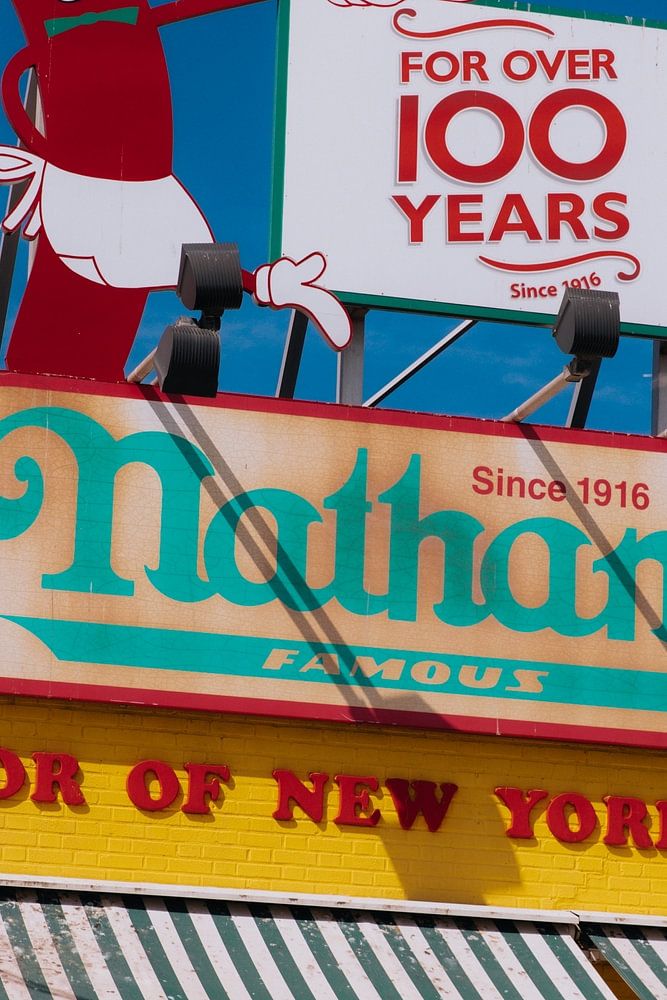 FOR OVER
100
YEARS
Since 1916
Since 1916
Nathan
FAMOUS
OR OF NEW YOR